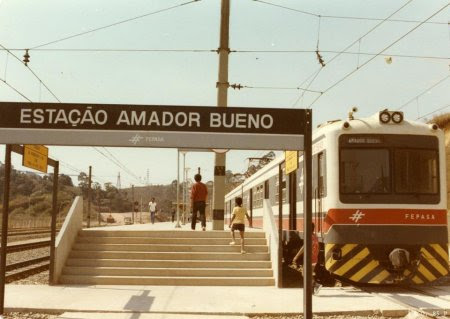 ESTAÇÃO AMADOR BUENO
FEPASA
AMADOR BUENO
FEPASA